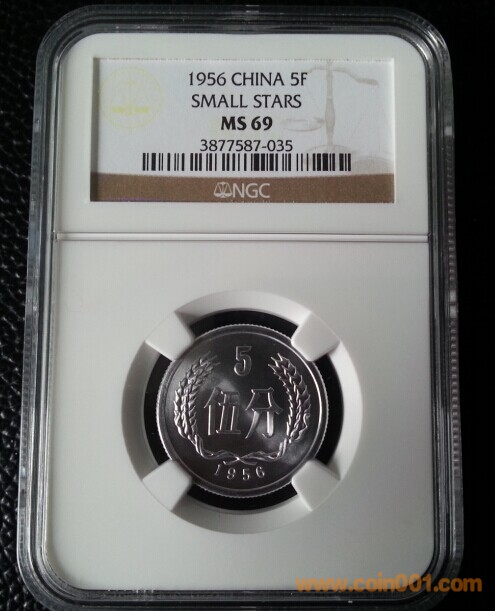 1956 CHINA 5F
SMALL STARS
MS 69
3877587-035
NGC
5
伍分
1956
www.coin001.com